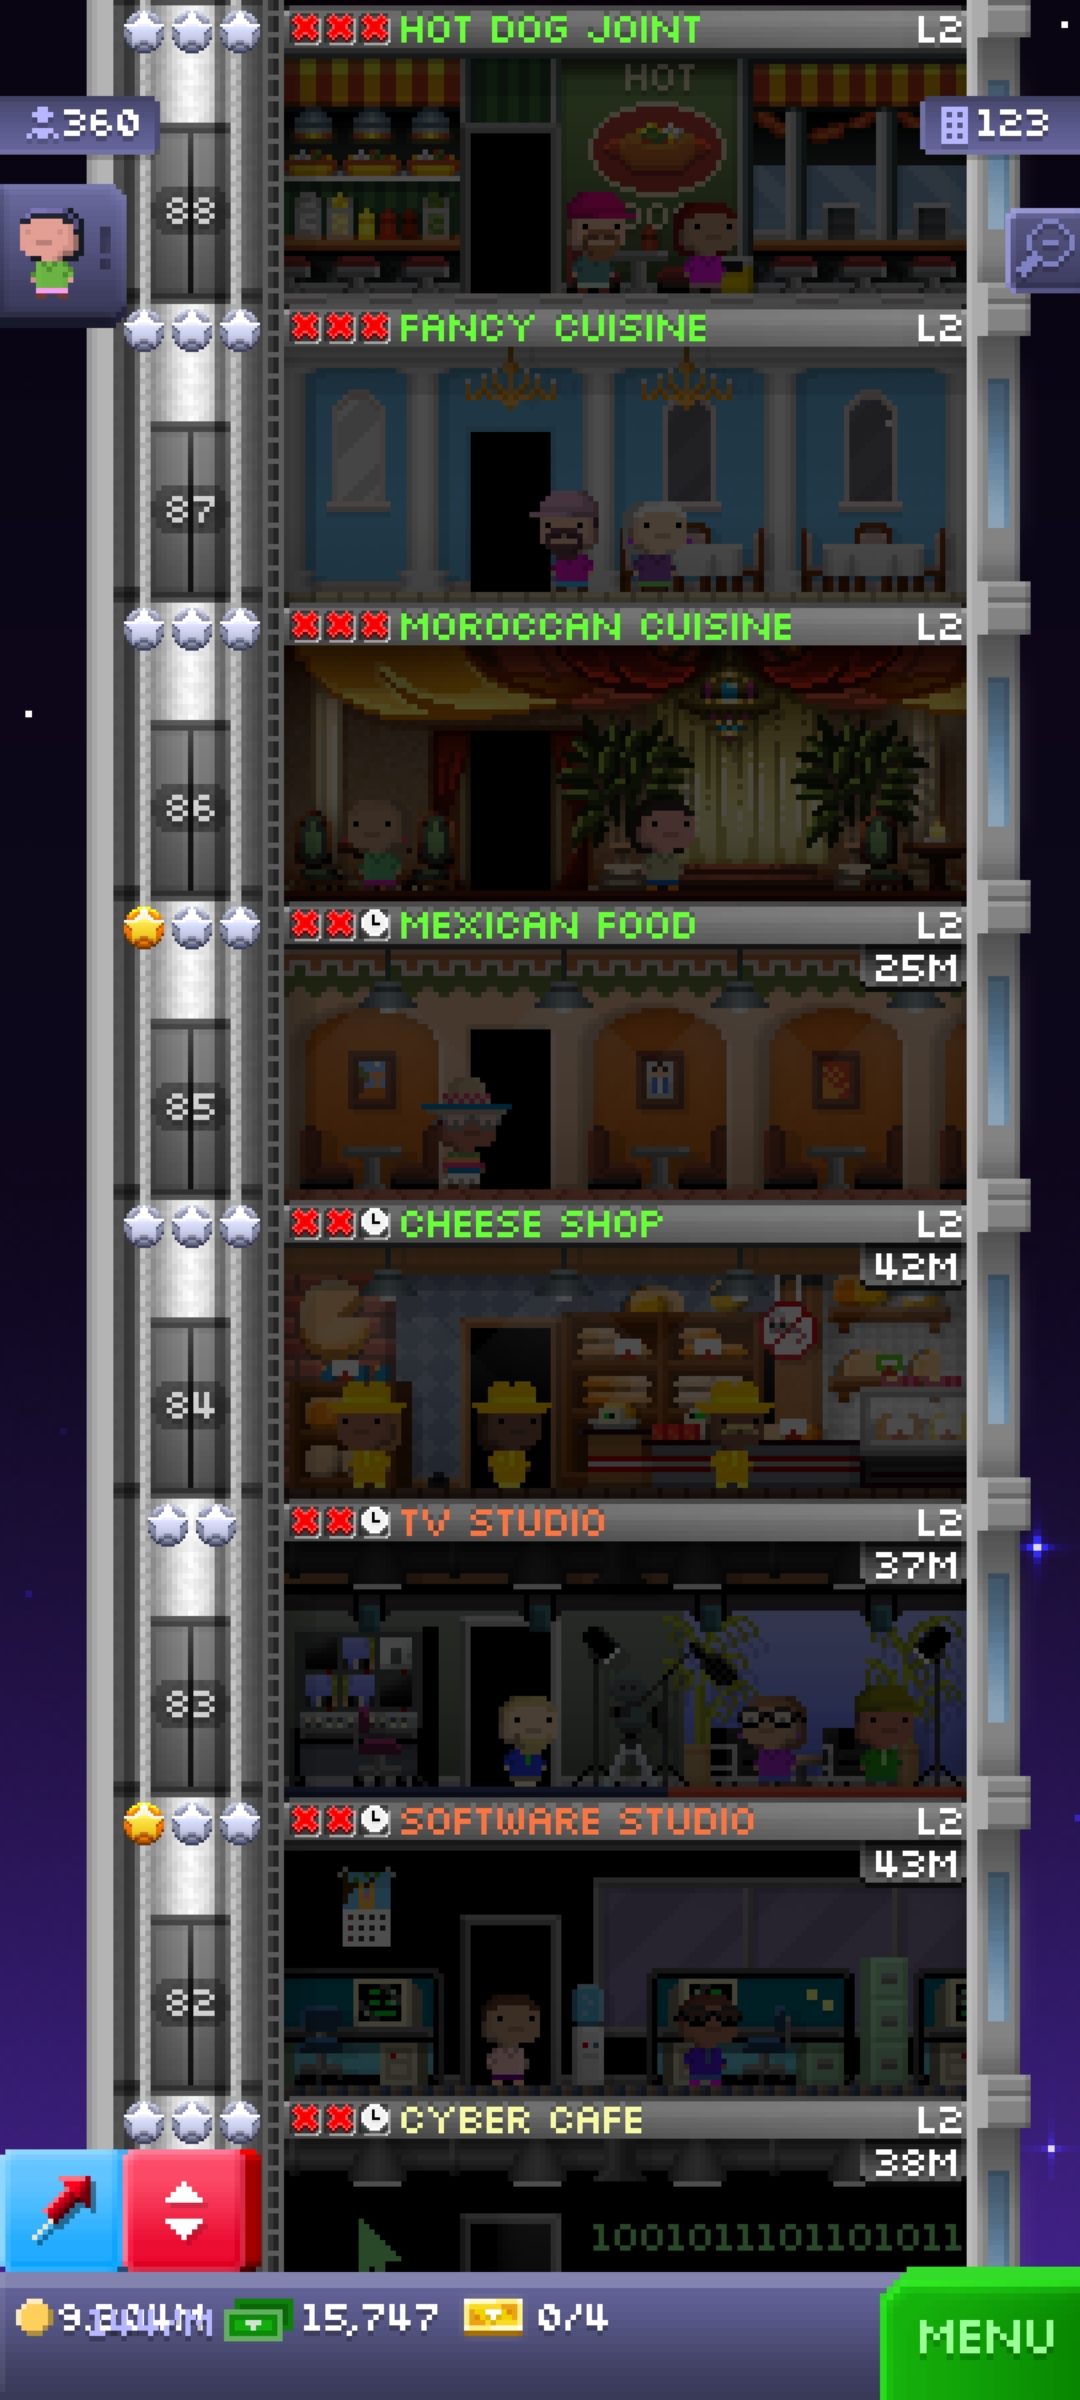 HOT DOG JOINT L2
HOT
360
123
88
!
FANCY CUISINE L2
87
MOROCCAN CUISINE L2
86
MEXICAN FOOD L2
25M
85
CHEESE SHOP L2
42M
84
TV STUDIO L2
37M
83
SOFTWARE STUDIO L2
43M
82
CYBER CAFE L2
38M
1001011101101011
15,747 0/4
MENU